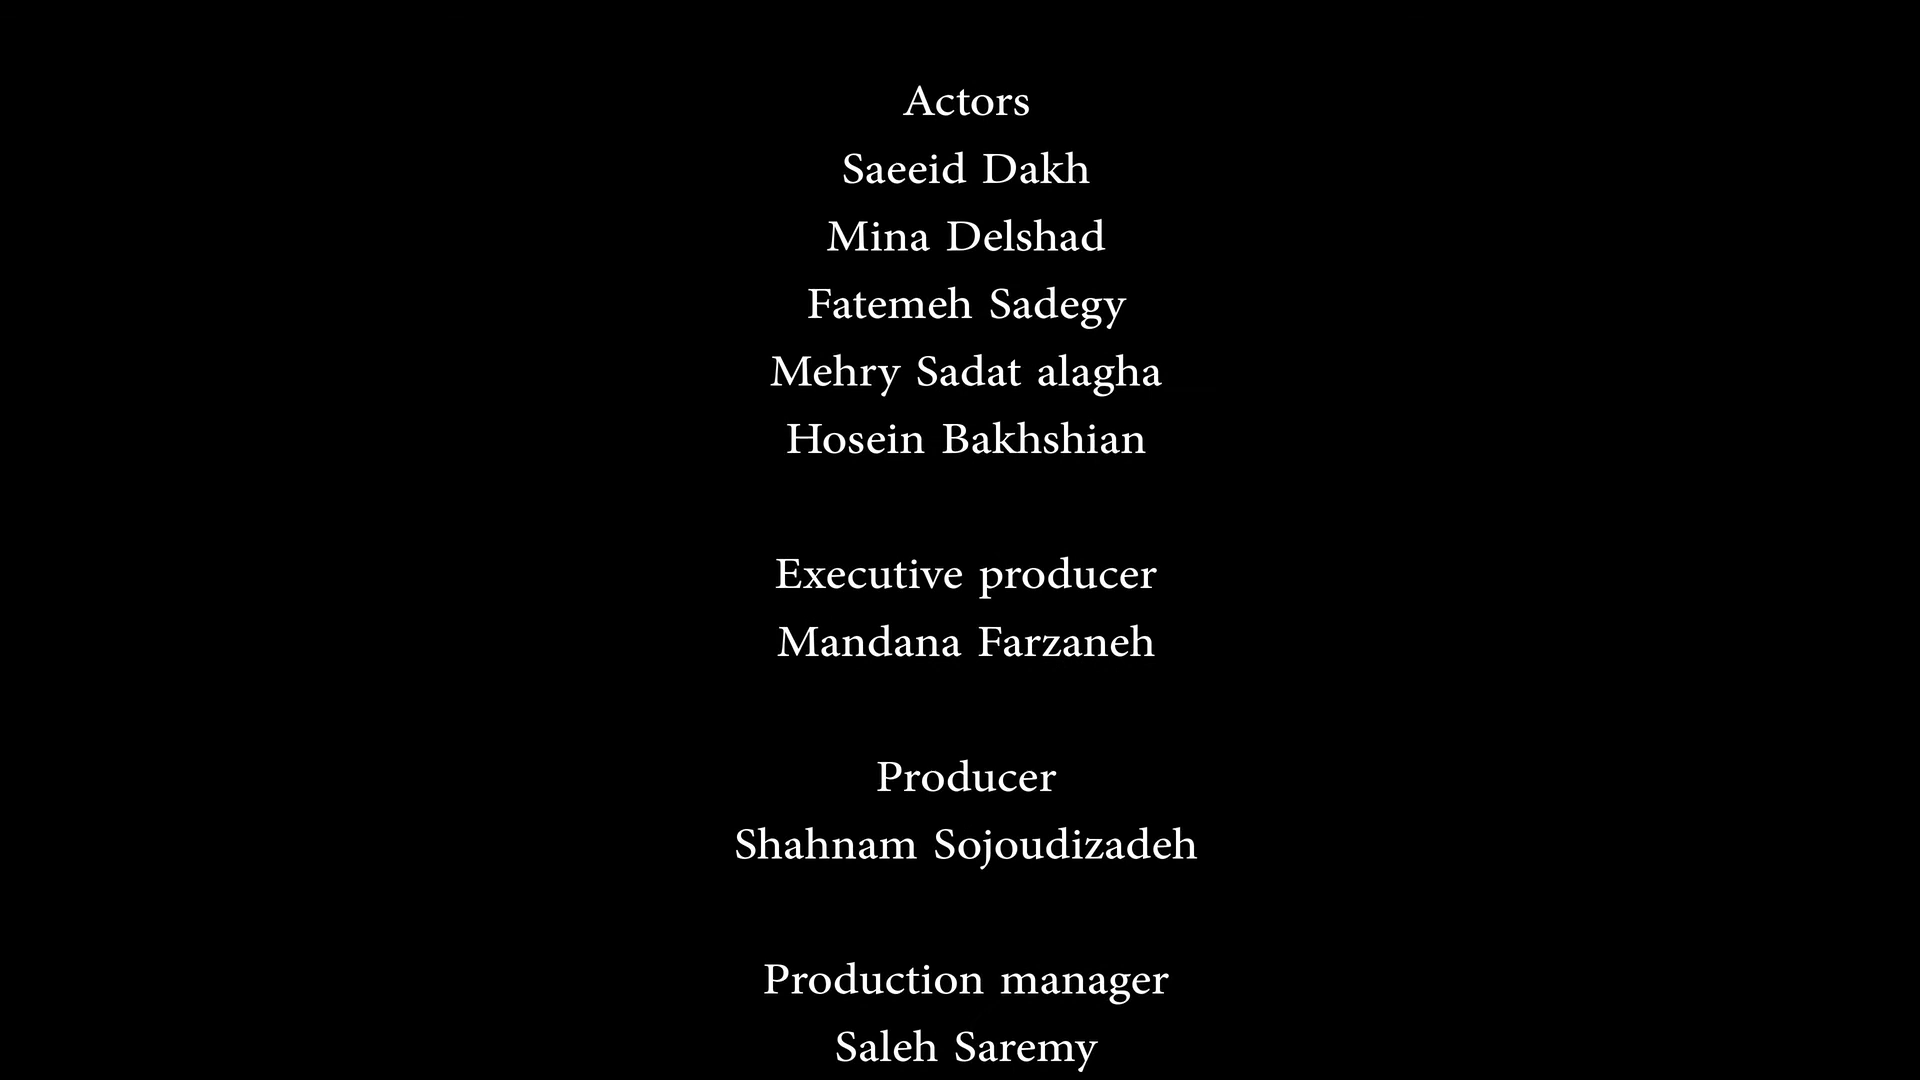 Actors
Saeeid Dakh
Mina Delshad
Fatemeh Sadegy
Mehry Sadat alagha
Hosein Bakhshian
Executive producer
Mandana Farzaneh
Producer
Shahnam Sojoudizadeh
Production manager
Saleh Saremy